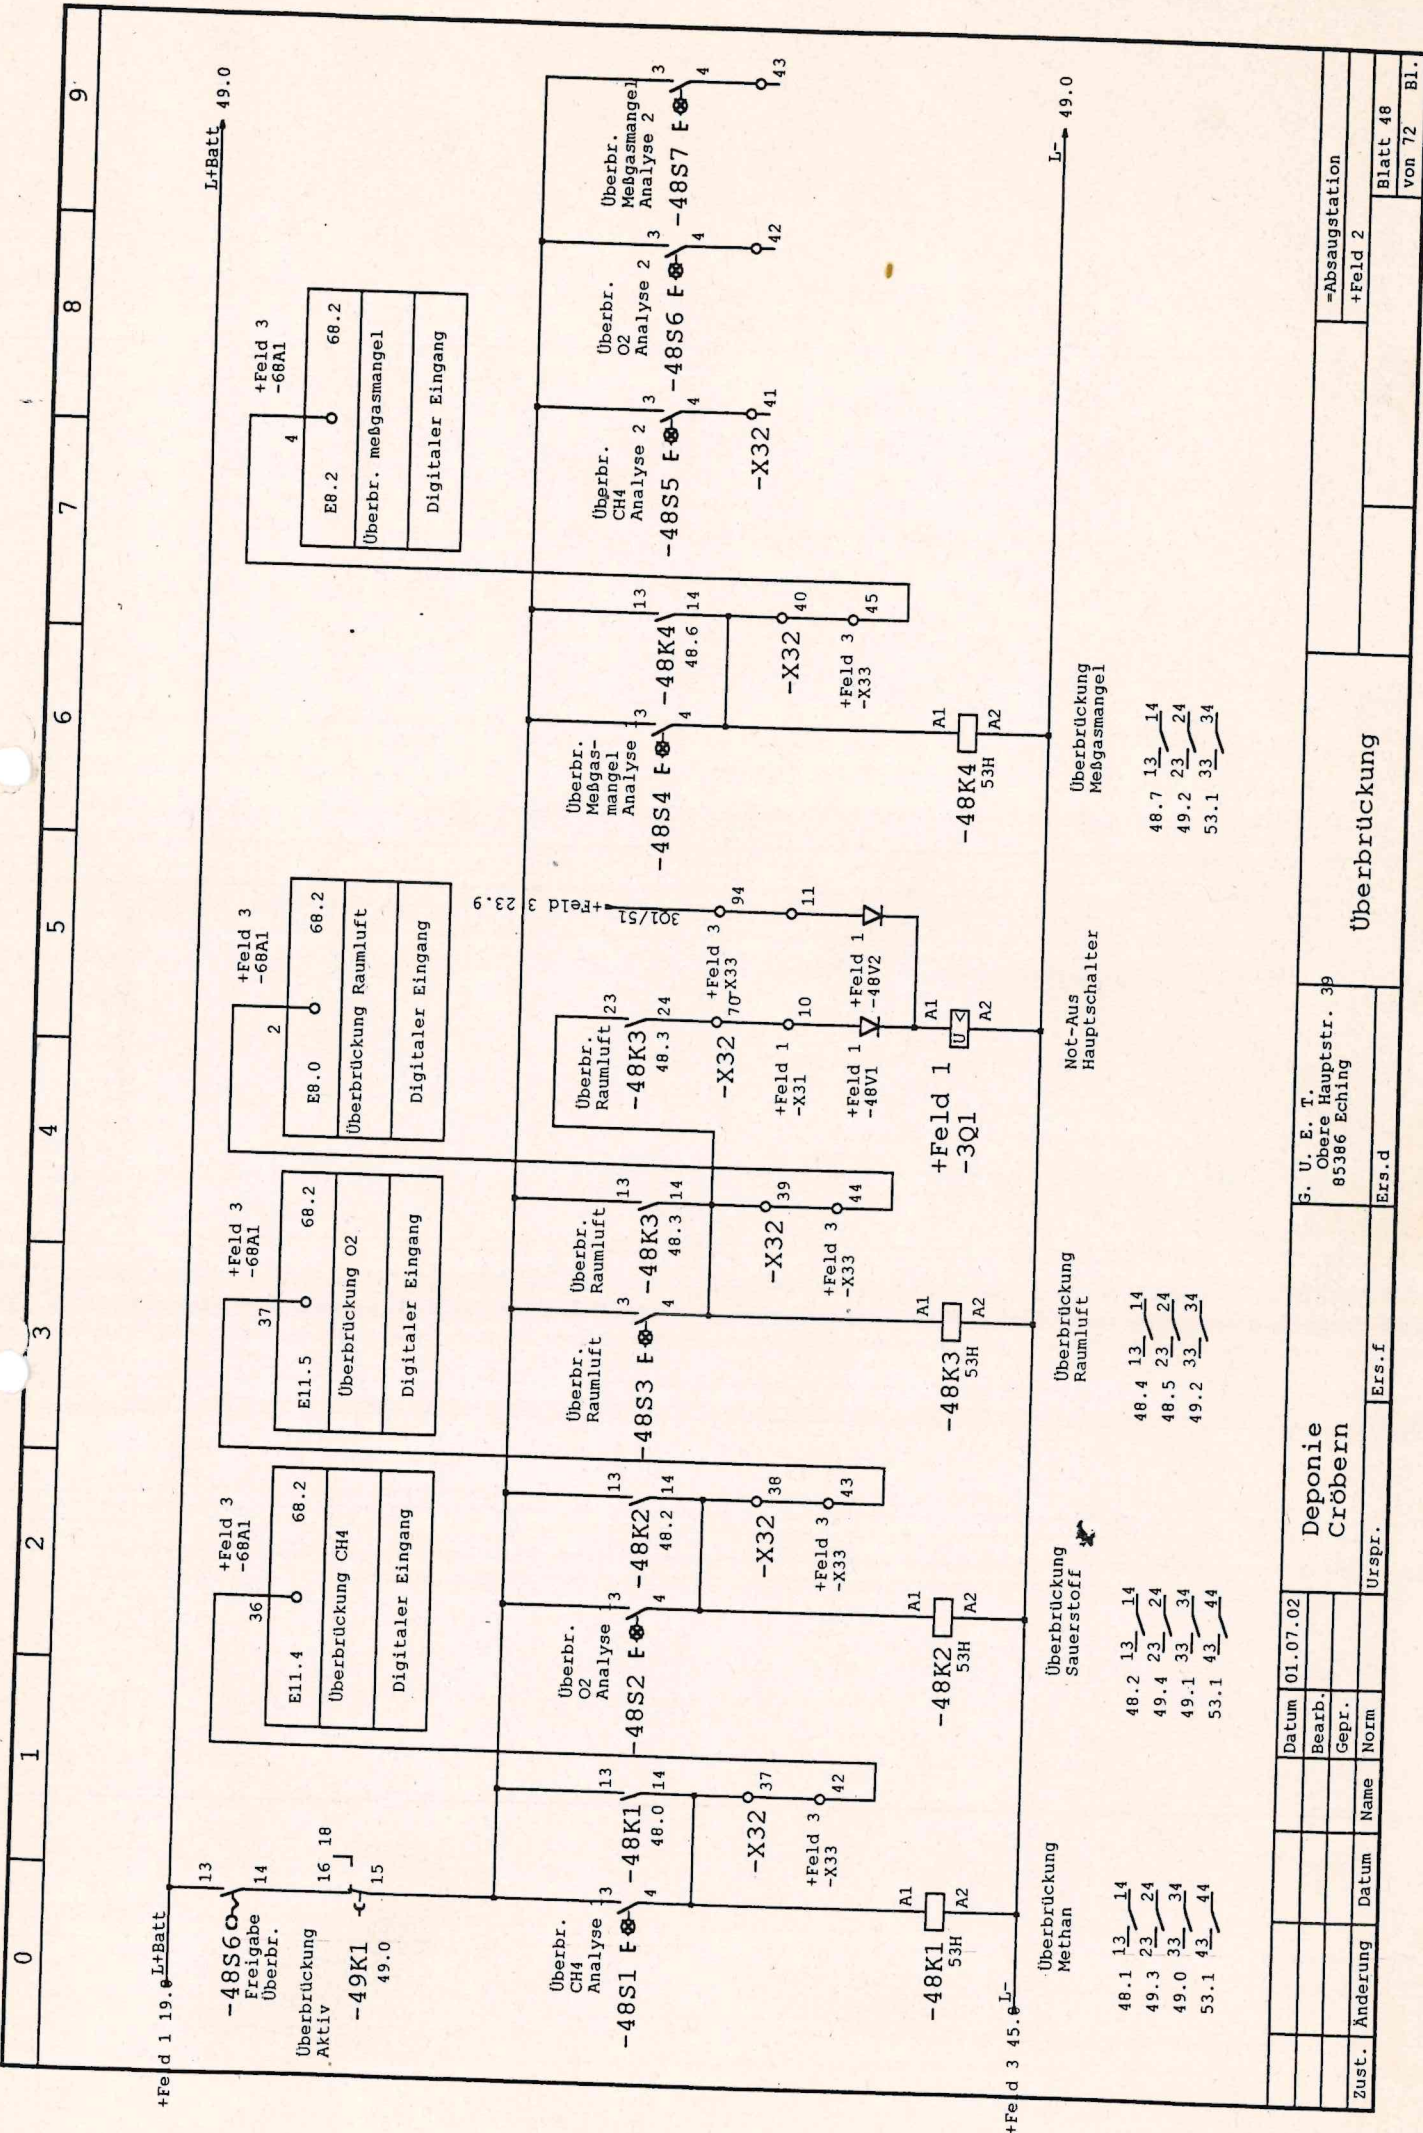 0 1 2 3 4 5 6 7 8 9
+Feld 1 19.8 L+Batt
L+Batt 49.0
13
-48S6
14
Freigabe
Überbr.
Überbrückung
Aktiv
16 18
-49K1
15
49.0
+Feld 3
-68A1
36
E11.4 68.2
Überbrückung CH4
Digitaler Eingang
+Feld 3
-68A1
37
E11.5 68.2
Überbrückung O2
Digitaler Eingang
+Feld 3
-68A1
2
E8.0 68.2
Überbrückung Raumluft
Digitaler Eingang
+Feld 3
-68A1
4
E8.2 68.2
Überbr. meßgasmangel
Digitaler Eingang
Überbr.
CH4
Analyse 1
3
-48S1
4
13
-48K1
14
48.0
37
-X32
42
+Feld 3
-X33
A1
-48K1
A2
53H
Überbr.
O2
Analyse 1
3
-48S2
4
13
-48K2
14
48.2
38
-X32
43
+Feld 3
-X33
A1
-48K2
A2
53H
Überbr.
Raumluft
3
-48S3
4
Überbr.
Raumluft
13
-48K3
14
48.3
39
-X32
44
+Feld 3
-X33
A1
-48K3
A2
53H
Überbr.
Raumluft
23
-48K3
24
48.3
70
-X32
10
+Feld 1
-X31
+Feld 1
-48V1
+Feld 3 23.9
3Q1/51
94
+Feld 3
-X33
11
+Feld 1
-48V2
+Feld 1
-3Q1
A1
U<
A2
Überbr.
Meßgas-
mangel
Analyse 1
3
-48S4
4
13
-48K4
14
48.6
40
-X32
45
+Feld 3
-X33
A1
-48K4
A2
53H
Überbr.
CH4
Analyse 2
3
-48S5
4
-X32
41
Überbr.
O2
Analyse 2
3
-48S6
4
42
Überbr.
Meßgasmangel
Analyse 2
3
-48S7
4
43
+Feld 3 45.8 L-
L- 49.0
Überbrückung
Methan
48.1 13 14
49.3 23 24
49.0 33 34
53.1 43 44
Überbrückung
Sauerstoff
48.2 13 14
49.4 23 24
49.1 33 34
53.1 43 44
Überbrückung
Raumluft
48.4 13 14
48.5 23 24
49.2 33 34
Not-Aus
Hauptschalter
Überbrückung
Meßgasmangel
48.7 13 14
49.2 23 24
53.1 33 34
Datum 01.07.02
Bearb.
Gepr.
Zust. Änderung Datum Name Norm
Deponie
Cröbern
Urspr. Ers.f Ers.d
G. U. E. T.
Obere Hauptstr. 39
85386 Eching
Überbrückung
=Absaugstation
+Feld 2
Blatt 48
von 72 Bl.